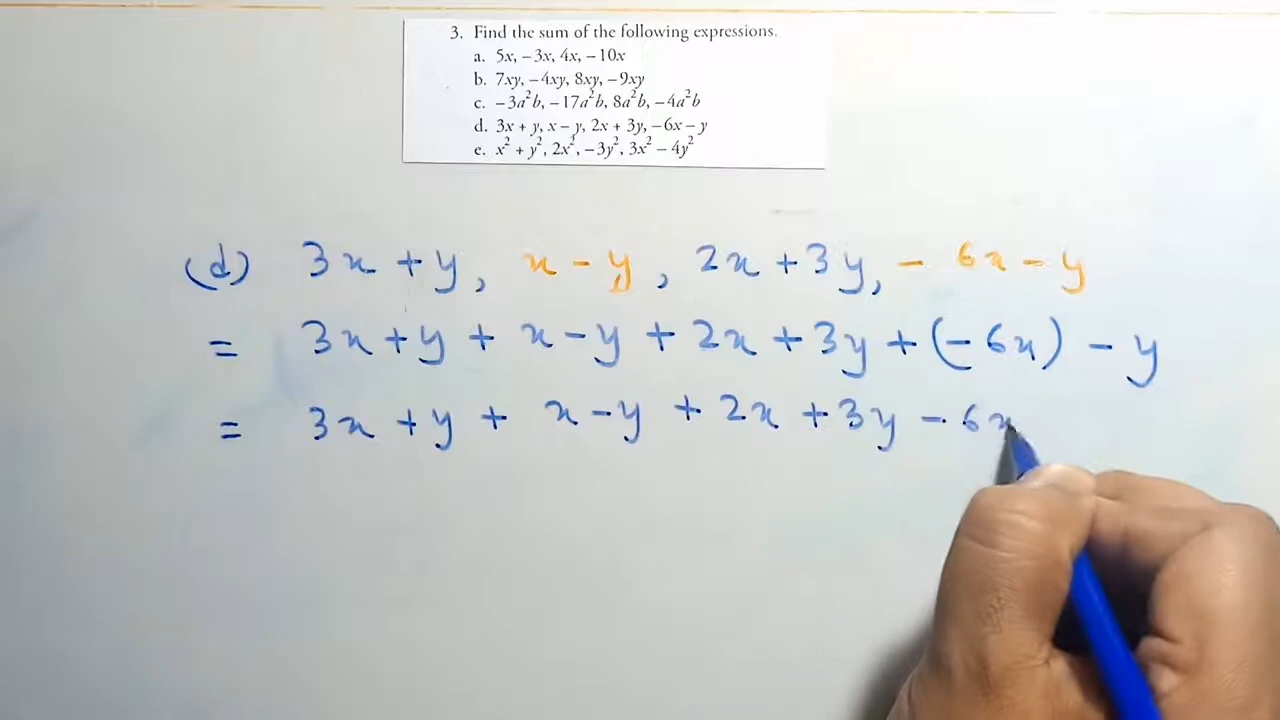 3. Find the sum of the following expressions.
a. 5x, – 3x, 4x, – 10x
b. 7xy, – 4xy, 8xy, – 9xy
c. – 3a²b, – 17a²b, 8a²b, – 4a²b
d. 3x + y, x – y, 2x + 3y, – 6x – y
e. x² + y², 2x², – 3y², 3x² – 4y²
(d) 3x + y, x - y, 2x + 3y, - 6x - y
= 3x + y + x - y + 2x + 3y + (- 6x) - y
= 3x + y + x - y + 2x + 3y - 6x